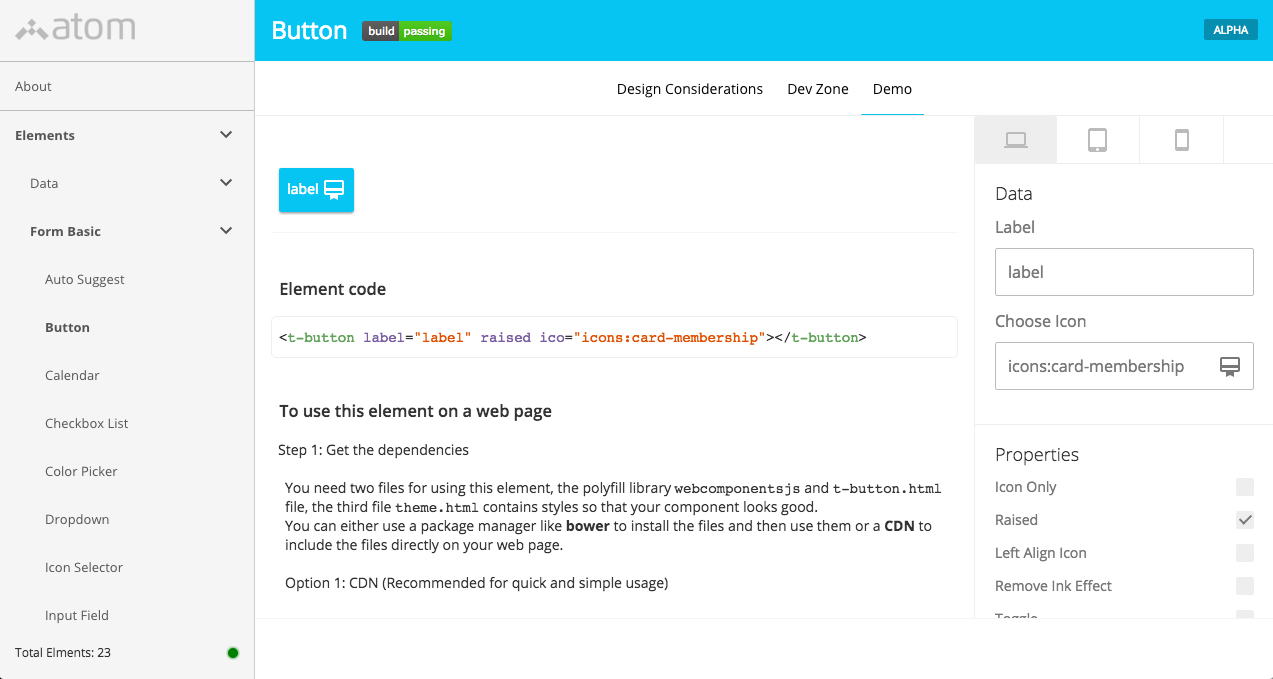 atom
About
Elements
Data
Form Basic
Auto Suggest
Button
Calendar
Checkbox List
Color Picker
Dropdown
Icon Selector
Input Field
Total Elments: 23
Button
build passing
ALPHA
Design Considerations Dev Zone Demo
label
Element code
<t-button label="label" raised ico="icons:card-membership"></t-button>
To use this element on a web page
Step 1: Get the dependencies
You need two files for using this element, the polyfill library webcomponentsjs and t-button.html
file, the third file theme.html contains styles so that your component looks good.
You can either use a package manager like bower to install the files and then use them or a CDN to
include the files directly on your web page.
Option 1: CDN (Recommended for quick and simple usage)
Data
Label
label
Choose Icon
icons:card-membership
Properties
Icon Only
Raised
Left Align Icon
Remove Ink Effect
Toggle